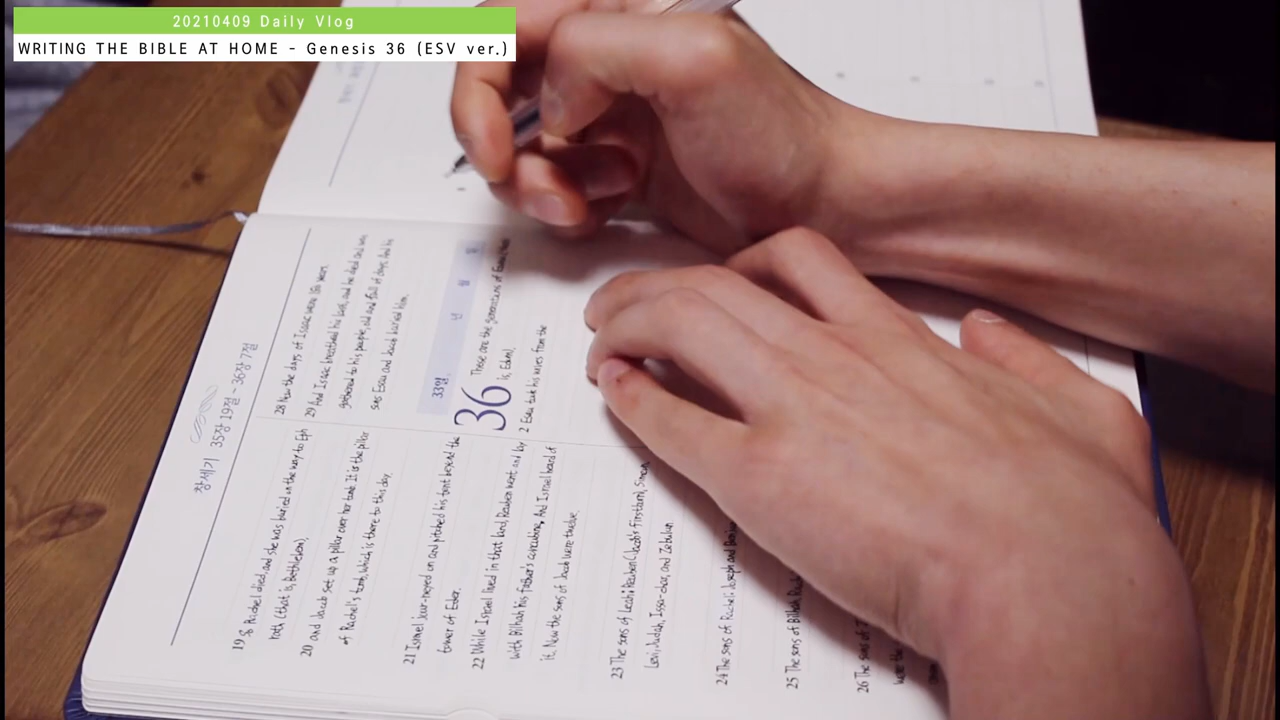 20210409 Daily Vlog
WRITING THE BIBLE AT HOME - Genesis 36 (ESV ver.)
창세기 35장 19절 ~ 36장 7절
19 So Rachel died, and she was buried on the way to Eph
rath (that is, Bethlehem),
20 and Jacob set up a pillar over her tomb. It is the pillar
of Rachel's tomb, which is there to this day.
21 Israel jour-neyed on and pitched his tent beyond the
tower of Eder.
22 While Israel lived in that land, Reuben went and lay
with Bilhah his father's concubine. And Israel heard of
it. Now the sons of Jacob were twelve.
23 The sons of Leah: Reuben (Jacob's firstborn), Simeon,
Levi, Judah, Issa-char, and Zebulun.
24 The sons of Rachel: Joseph and
25 The sons of Bilhah,
26 The sons of
were the
28 Now the days of Isaac were 180 years.
29 And Isaac breathed his last, and he died and was
gathered to his people, old and full of days. And his
sons Esau and Jacob buried him.
33일 년 월 일
36 These are the generations of Esau (that
is, Edom).
2 Esau took his wives from the